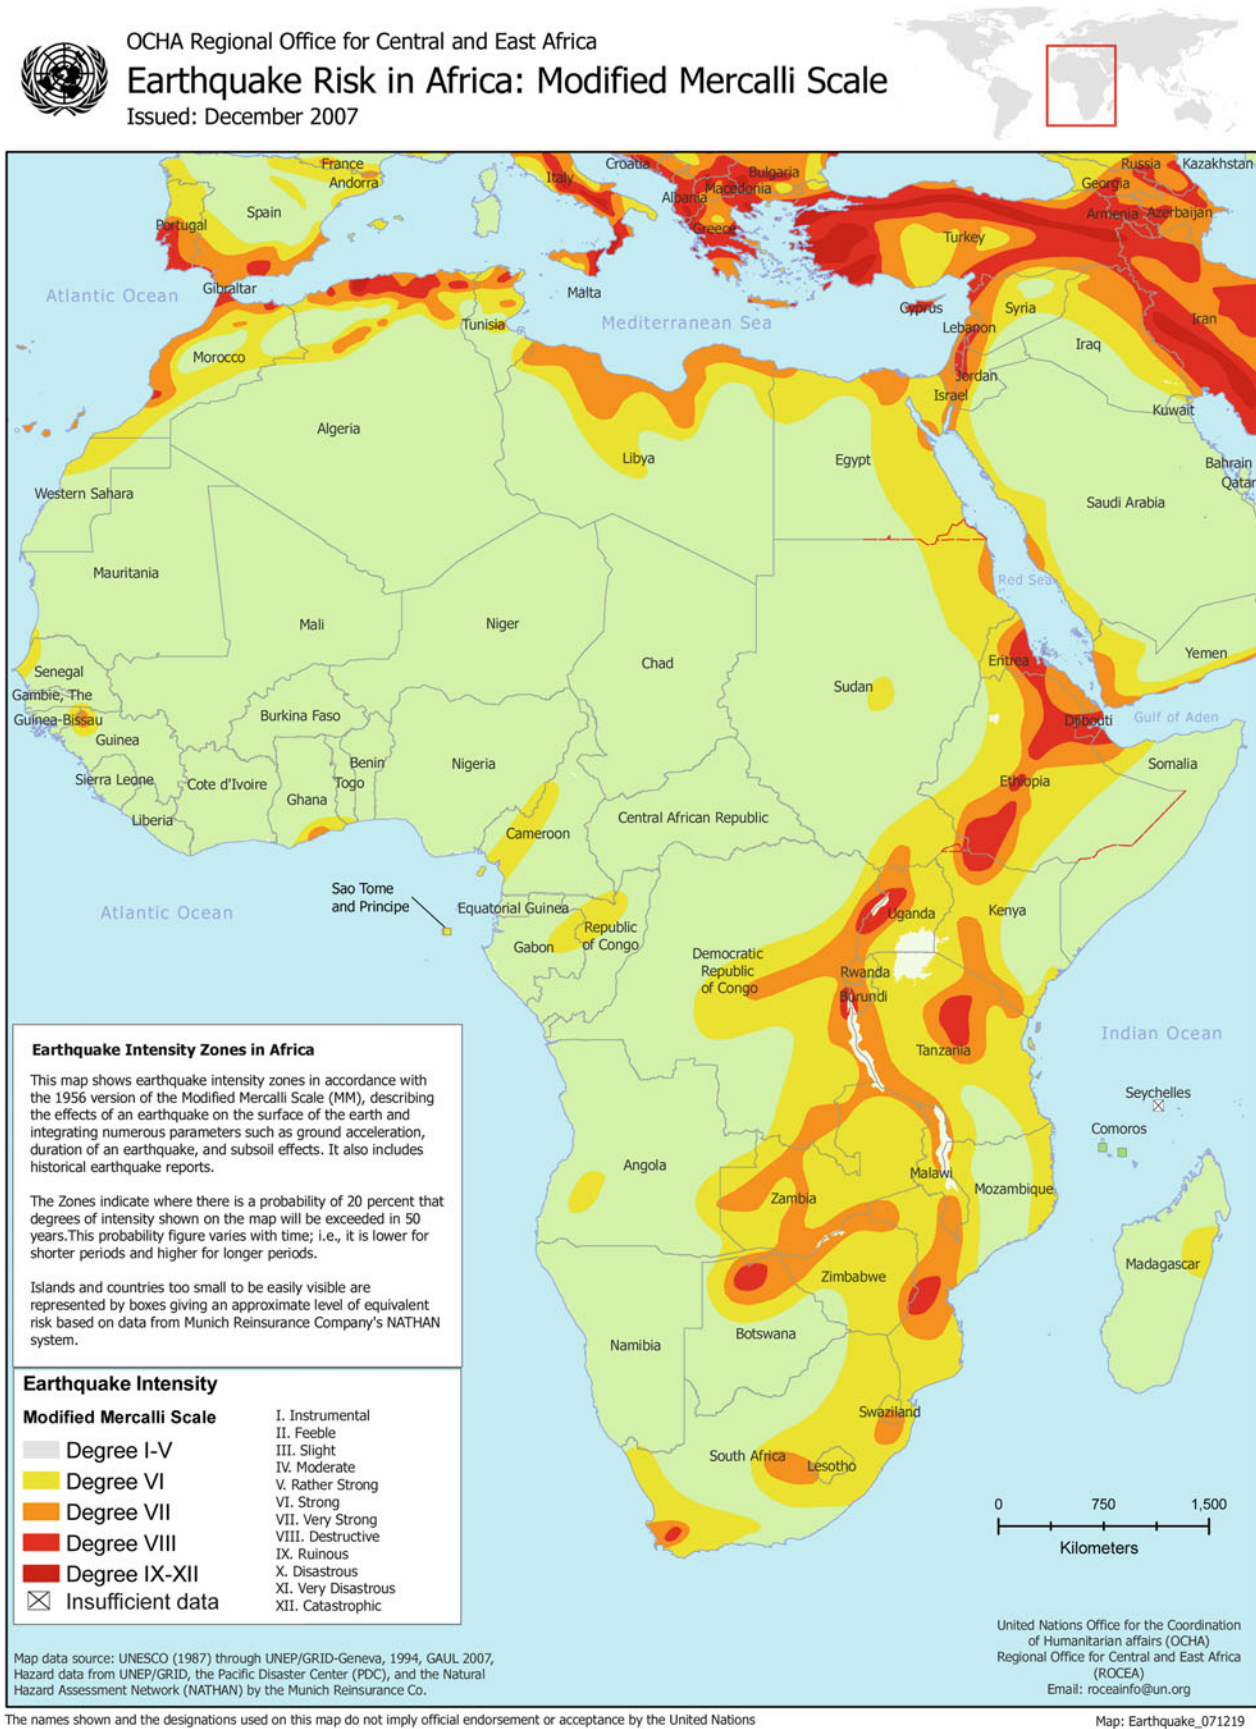 OCHA Regional Office for Central and East Africa
Earthquake Risk in Africa: Modified Mercalli Scale
Issued: December 2007
France
Andorra
Spain
Portugal
Gibraltar
Italy
Croatia
Bulgaria
Macedonia
Albania
Greece
Russia
Kazakhstan
Georgia
Armenia
Azerbaijan
Turkey
Atlantic Ocean
Malta
Mediterranean Sea
Cyprus
Lebanon
Syria
Iran
Iraq
Morocco
Tunisia
Jordan
Israel
Kuwait
Algeria
Libya
Egypt
Bahrain
Qatar
Western Sahara
Saudi Arabia
Mauritania
Mali
Niger
Chad
Sudan
Red Sea
Eritrea
Yemen
Senegal
Gambie, The
Guinea-Bissau
Guinea
Burkina Faso
Djibouti
Gulf of Aden
Sierra Leone
Cote d'Ivoire
Ghana
Benin
Togo
Nigeria
Ethiopia
Somalia
Liberia
Cameroon
Central African Republic
Sao Tome
and Principe
Atlantic Ocean
Equatorial Guinea
Gabon
Republic
of Congo
Uganda
Kenya
Democratic
Republic
of Congo
Rwanda
Burundi
Tanzania
Indian Ocean
Seychelles
Comoros
Angola
Zambia
Malawi
Mozambique
Madagascar
Zimbabwe
Botswana
Namibia
Swaziland
South Africa
Lesotho
Earthquake Intensity Zones in Africa
This map shows earthquake intensity zones in accordance with
the 1956 version of the Modified Mercalli Scale (MM), describing
the effects of an earthquake on the surface of the earth and
integrating numerous parameters such as ground acceleration,
duration of an earthquake, and subsoil effects. It also includes
historical earthquake reports.
The Zones indicate where there is a probability of 20 percent that
degrees of intensity shown on the map will be exceeded in 50
years.This probability figure varies with time; i.e., it is lower for
shorter periods and higher for longer periods.
Islands and countries too small to be easily visible are
represented by boxes giving an approximate level of equivalent
risk based on data from Munich Reinsurance Company's NATHAN
system.
Earthquake Intensity
Modified Mercalli Scale
Degree I-V
Degree VI
Degree VII
Degree VIII
Degree IX-XII
Insufficient data
I. Instrumental
II. Feeble
III. Slight
IV. Moderate
V. Rather Strong
VI. Strong
VII. Very Strong
VIII. Destructive
IX. Ruinous
X. Disastrous
XI. Very Disastrous
XII. Catastrophic
0 750 1,500
Kilometers
Map data source: UNESCO (1987) through UNEP/GRID-Geneva, 1994, GAUL 2007,
Hazard data from UNEP/GRID, the Pacific Disaster Center (PDC), and the Natural
Hazard Assessment Network (NATHAN) by the Munich Reinsurance Co.
United Nations Office for the Coordination
of Humanitarian affairs (OCHA)
Regional Office for Central and East Africa
(ROCEA)
Email: roceainfo@un.org
The names shown and the designations used on this map do not imply official endorsement or acceptance by the United Nations
Map: Earthquake_071219